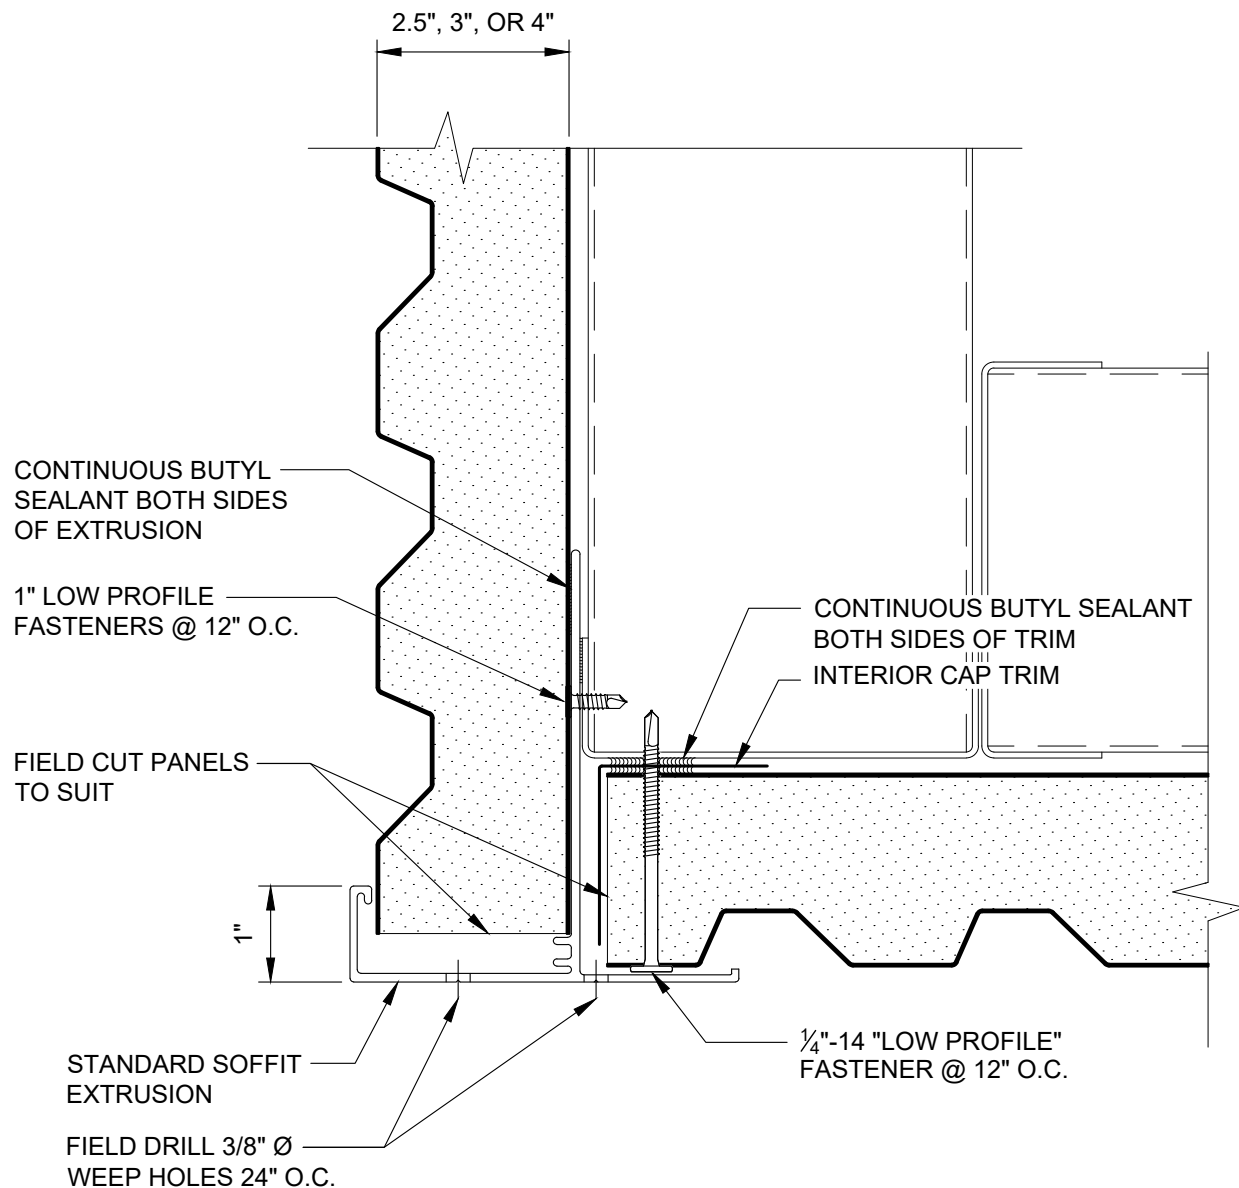 2.5", 3", OR 4"
CONTINUOUS BUTYL
SEALANT BOTH SIDES
OF EXTRUSION
1" LOW PROFILE
FASTENERS @ 12" O.C.
CONTINUOUS BUTYL SEALANT
BOTH SIDES OF TRIM
INTERIOR CAP TRIM
FIELD CUT PANELS
TO SUIT
1"
STANDARD SOFFIT
EXTRUSION
¼"-14 "LOW PROFILE"
FASTENER @ 12" O.C.
FIELD DRILL 3/8" Ø
WEEP HOLES 24" O.C.